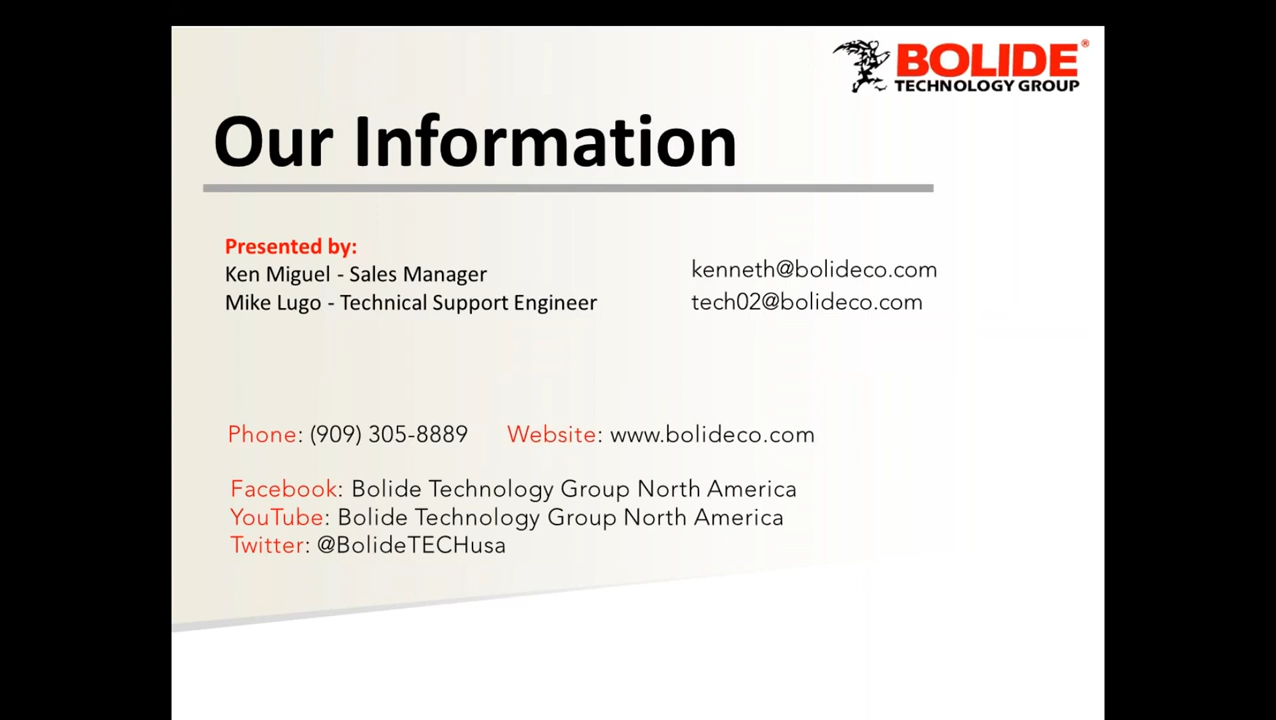 BOLIDE®
TECHNOLOGY GROUP
Our Information
Presented by:
Ken Miguel - Sales Manager kenneth@bolideco.com
Mike Lugo - Technical Support Engineer tech02@bolideco.com
Phone: (909) 305-8889 Website: www.bolideco.com
Facebook: Bolide Technology Group North America
YouTube: Bolide Technology Group North America
Twitter: @BolideTECHusa